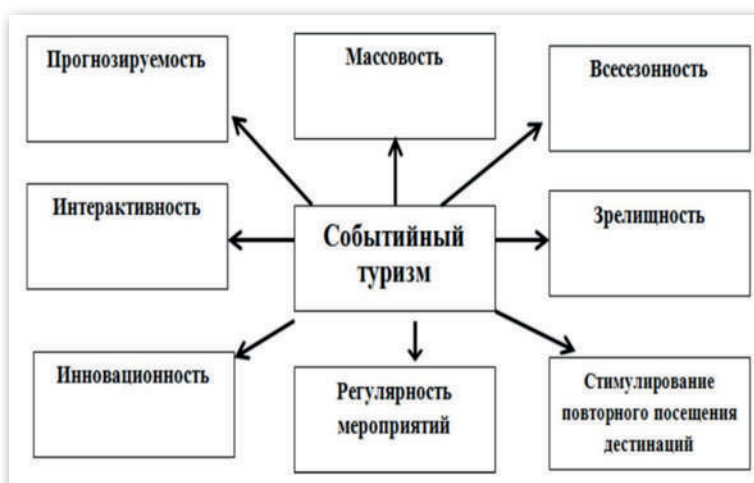 Прогнозируемость
Массовость
Всесезонность
Интерактивность
Событийный
туризм
Зрелищность
Инновационность
Регулярность
мероприятий
Стимулирование
повторного посещения
дестинаций